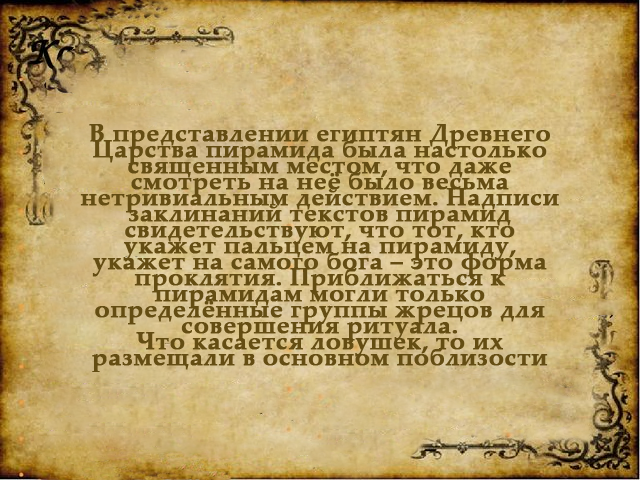 Кс
В представлении египтян Древнего
Царства пирамида была настолько
священным местом, что даже
смотреть на неё было весьма
нетривиальным действием. Надписи
заклинаний текстов пирамид
свидетельствуют, что тот, кто
укажет пальцем на пирамиду,
укажет на самого бога – это форма
проклятия. Приближаться к
пирамидам могли только
определённые группы жрецов для
совершения ритуала.
Что касается ловушек, то их
размещали в основном поблизости